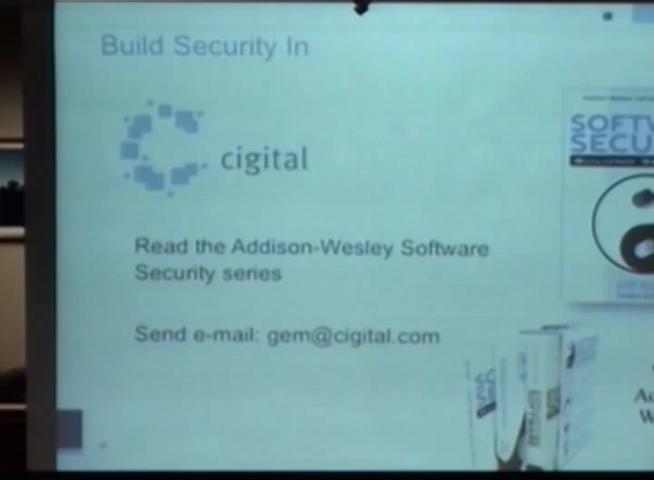 Build Security In
cigital
Read the Addison-Wesley Software
Security series
Send e-mail: gem@cigital.com
SOFTW
SECU